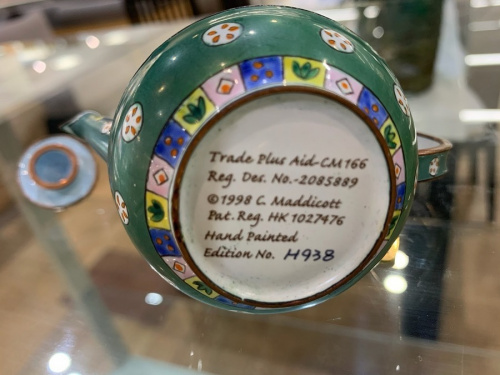 Trade Plus Aid-CM166
Reg. Des. No.-2085889
©1998 C. Maddicott
Pat. Reg. HK 1027476
Hand Painted
Edition No. H938